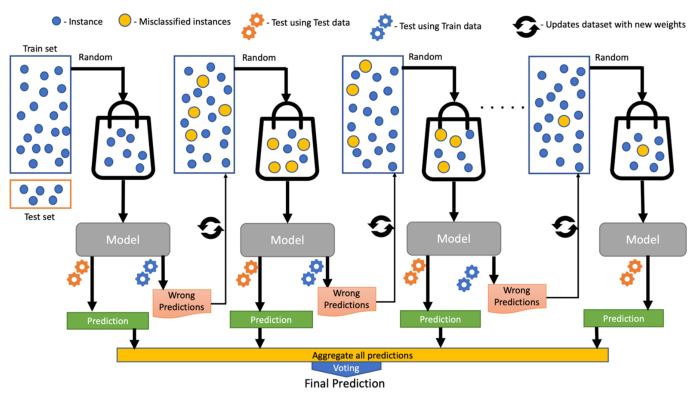 - Instance
- Misclassified instances
- Test using Test data
- Test using Train data
- Updates dataset with new weights
Train set
Random
Random
Random
Random
Test set
Model
Model
Model
Model
Wrong
Predictions
Wrong
Predictions
Wrong
Predictions
Prediction
Prediction
Prediction
Prediction
Aggregate all predictions
Voting
Final Prediction